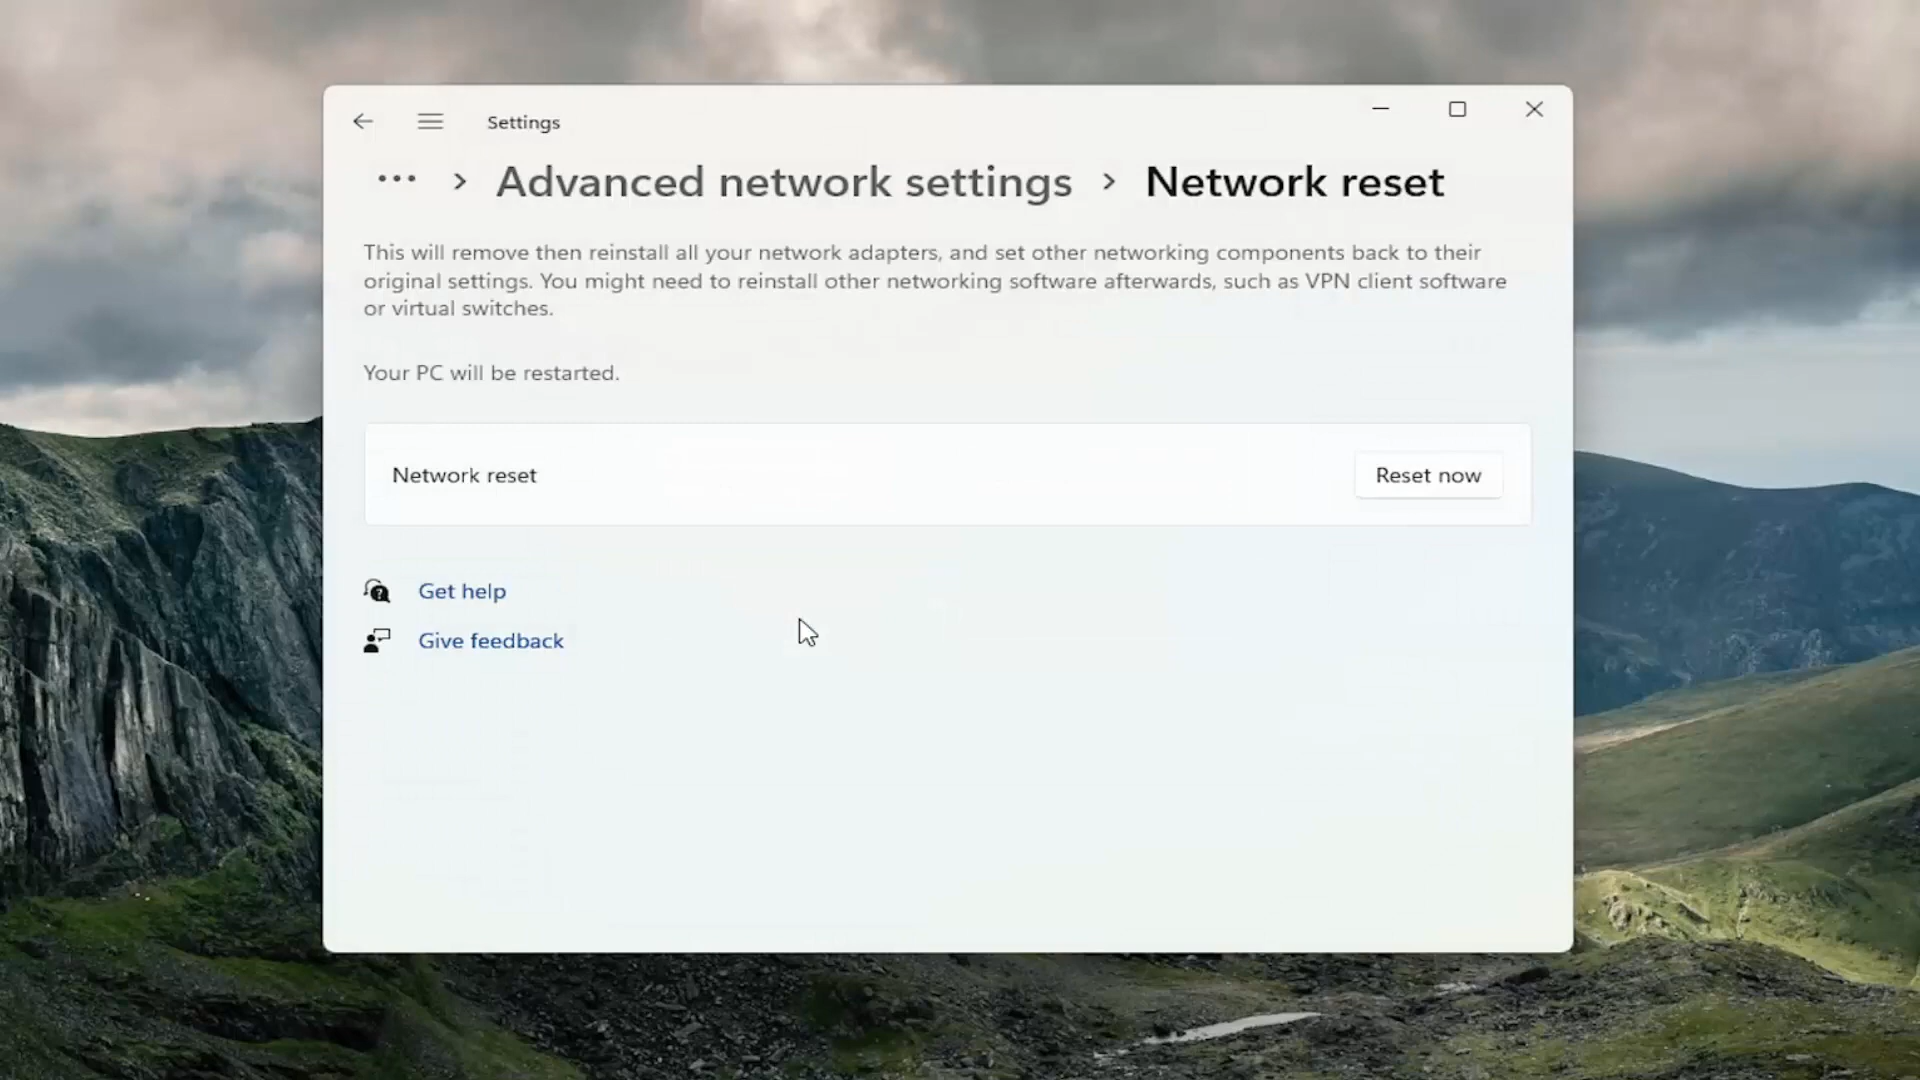 Settings
… > Advanced network settings > Network reset
This will remove then reinstall all your network adapters, and set other networking components back to their
original settings. You might need to reinstall other networking software afterwards, such as VPN client software
or virtual switches.
Your PC will be restarted.
Network reset Reset now
Get help
Give feedback